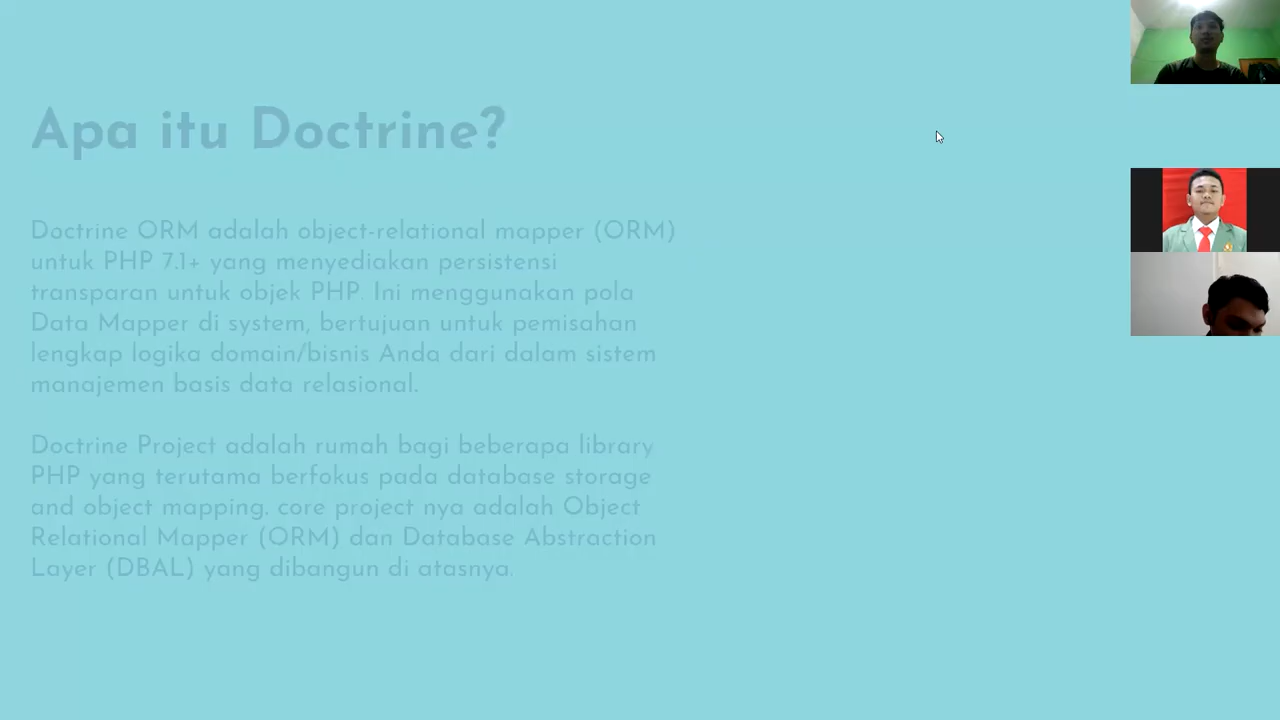 Apa itu Doctrine?
Doctrine ORM adalah object-relational mapper (ORM)
untuk PHP 7.1+ yang menyediakan persistensi
transparan untuk objek PHP. Ini menggunakan pola
Data Mapper di system, bertujuan untuk pemisahan
lengkap logika domain/bisnis Anda dari dalam sistem
manajemen basis data relasional.
Doctrine Project adalah rumah bagi beberapa library
PHP yang terutama berfokus pada database storage
and object mapping. core project nya adalah Object
Relational Mapper (ORM) dan Database Abstraction
Layer (DBAL) yang dibangun di atasnya.